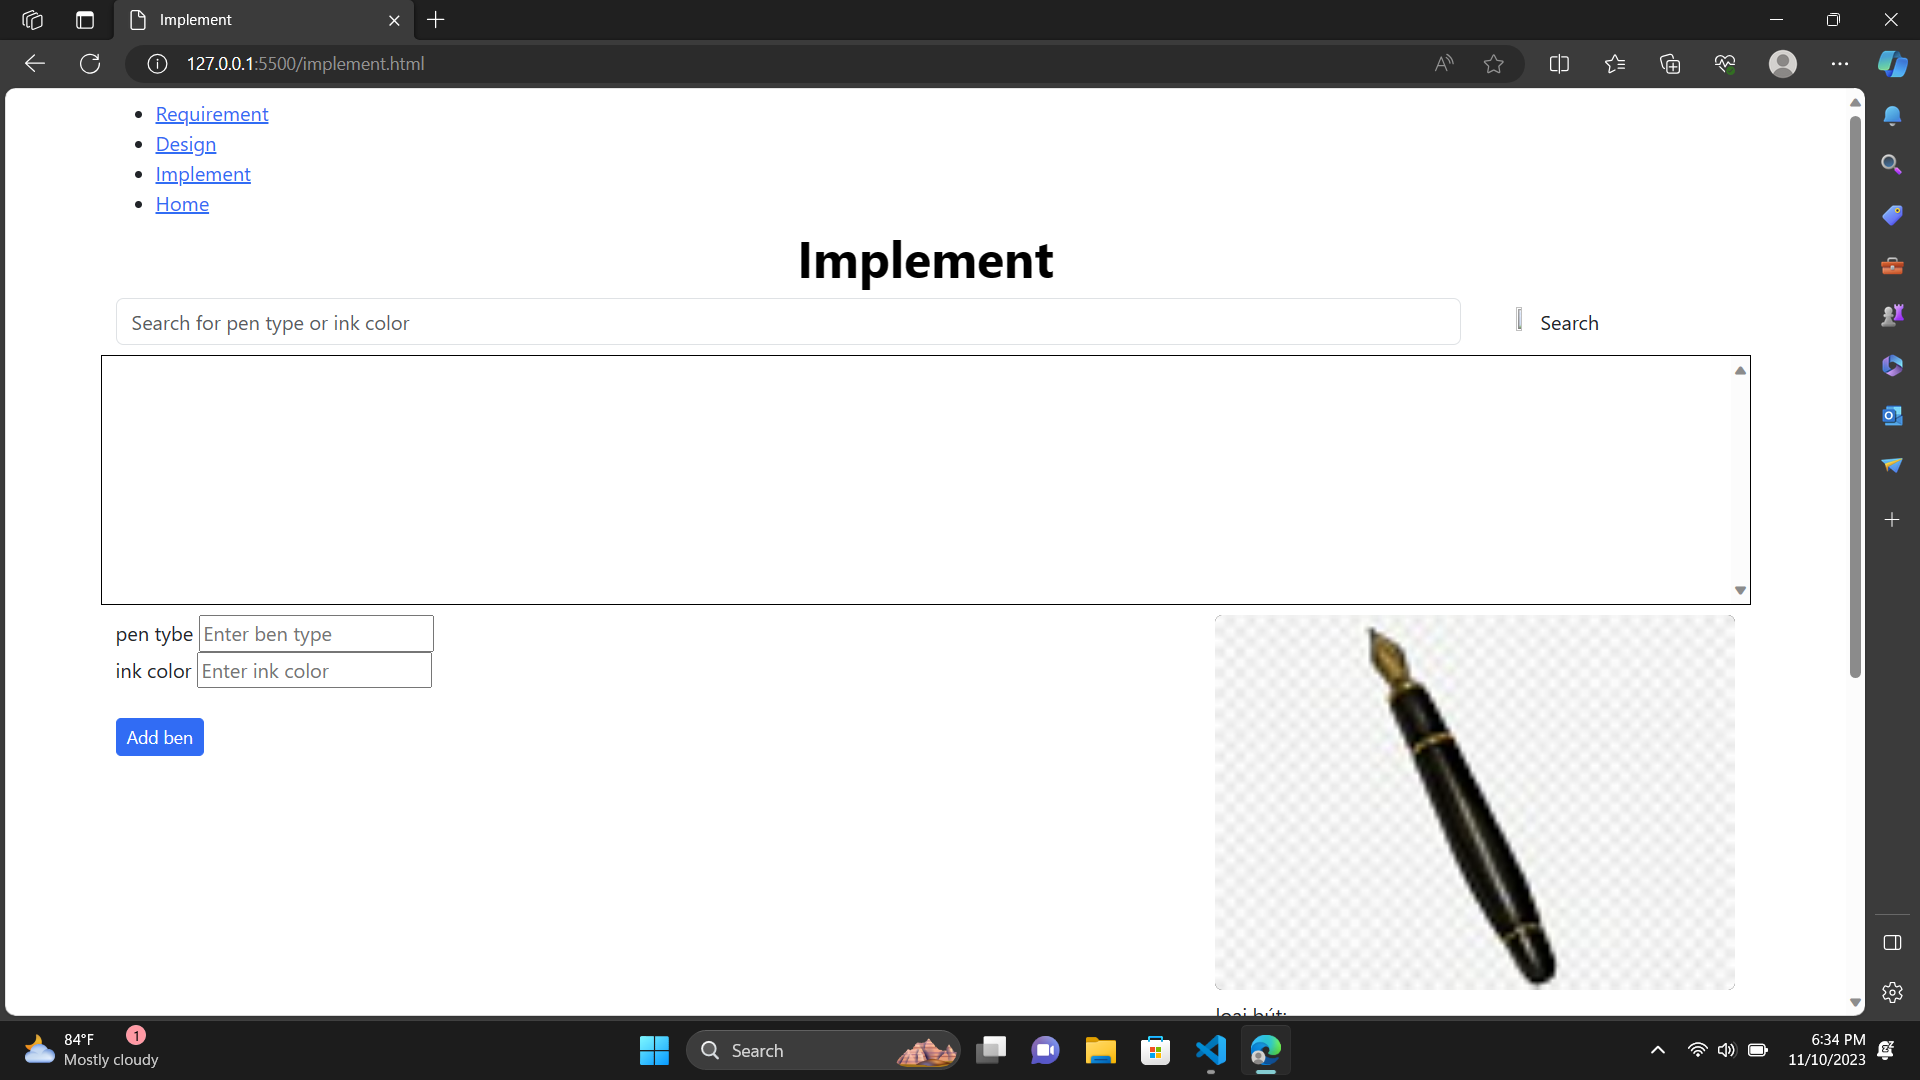 Implement
127.0.0.1:5500/implement.html
Requirement
Design
Implement
Home
Implement
Search for pen type or ink color
Search
pen tybe Enter ben type
ink color Enter ink color
Add ben
loại bút:
84°F
1
Mostly cloudy
Search
6:34 PM
11/10/2023